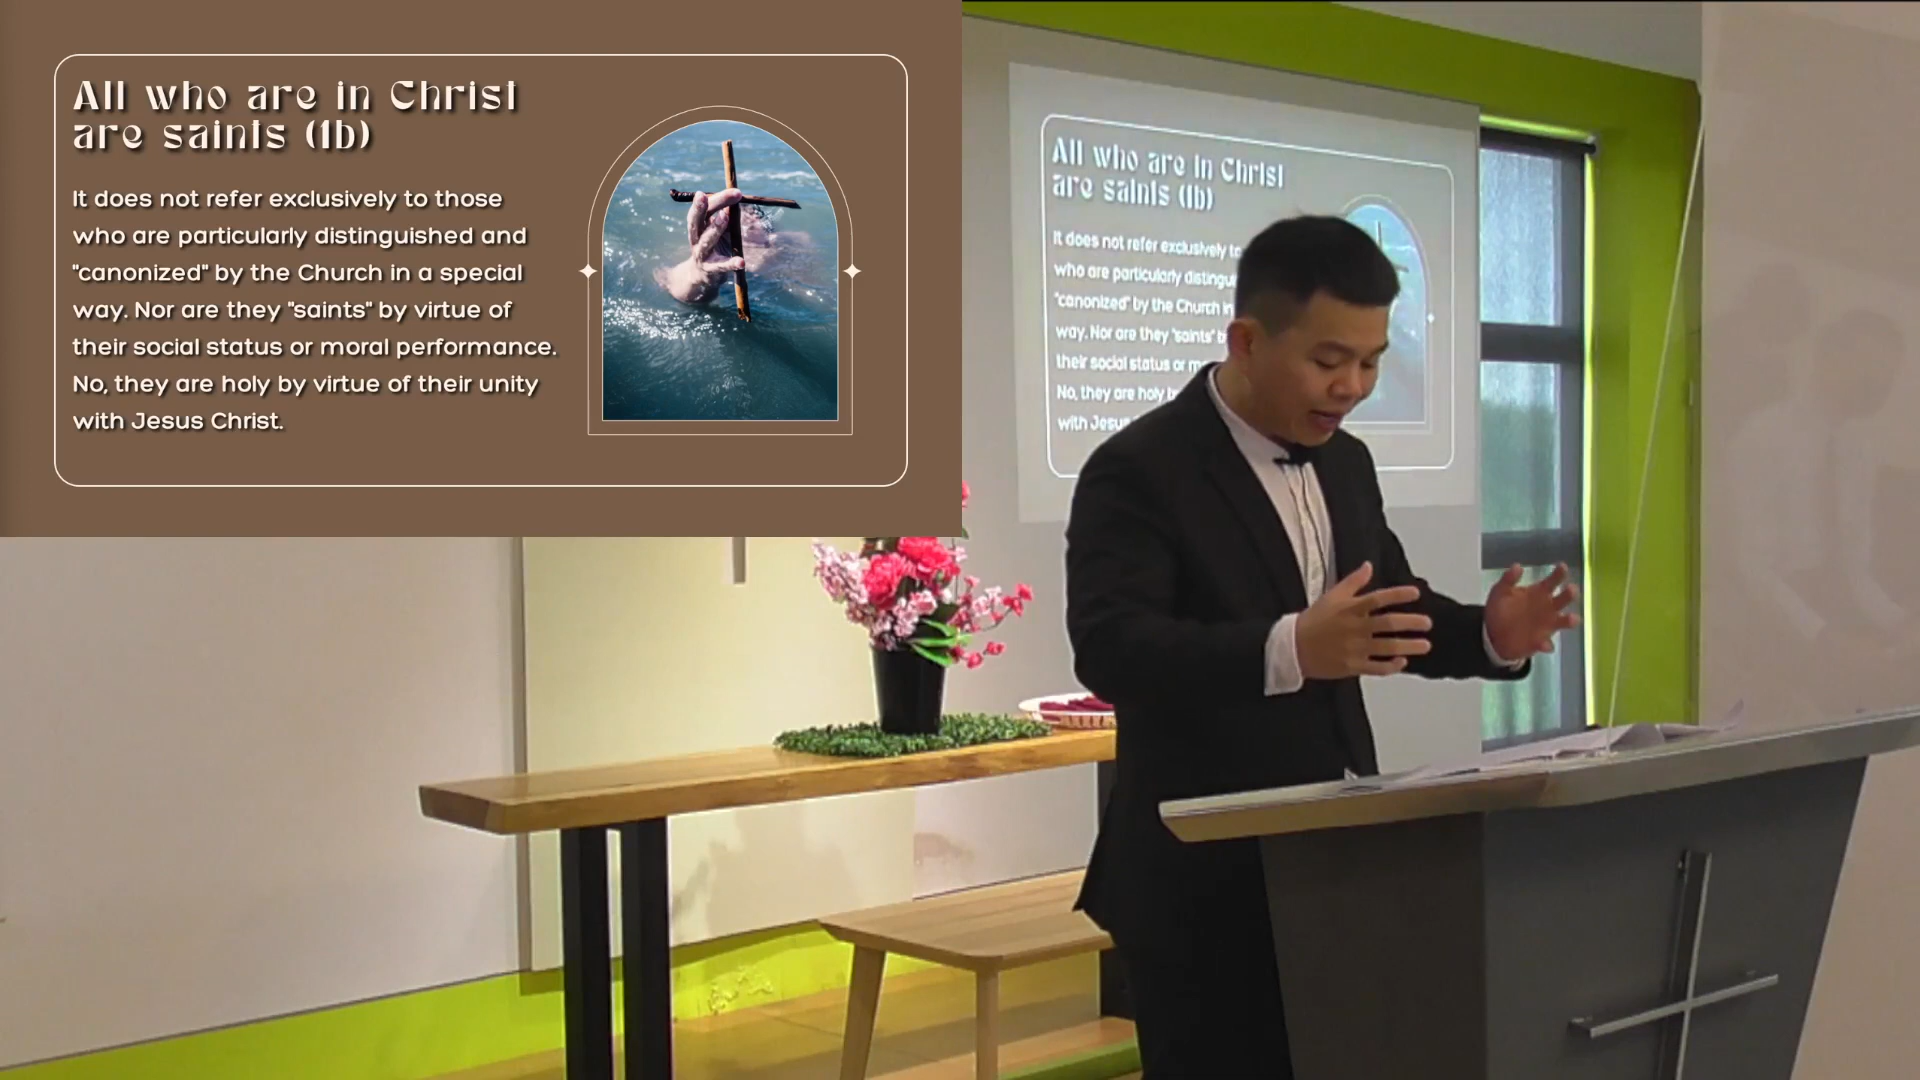 All who are in Christ
are saints (1b)
It does not refer exclusively to those
who are particularly distinguished and
"canonized" by the Church in a special
way. Nor are they "saints" by virtue of
their social status or moral performance.
No, they are holy by virtue of their unity
with Jesus Christ.
All who are in Christ
are saints (1b)
It does not refer exclusively to
who are particularly
"canonized" by the Church in
way. Nor are they "saints"
their social status or
No, they are holy
with